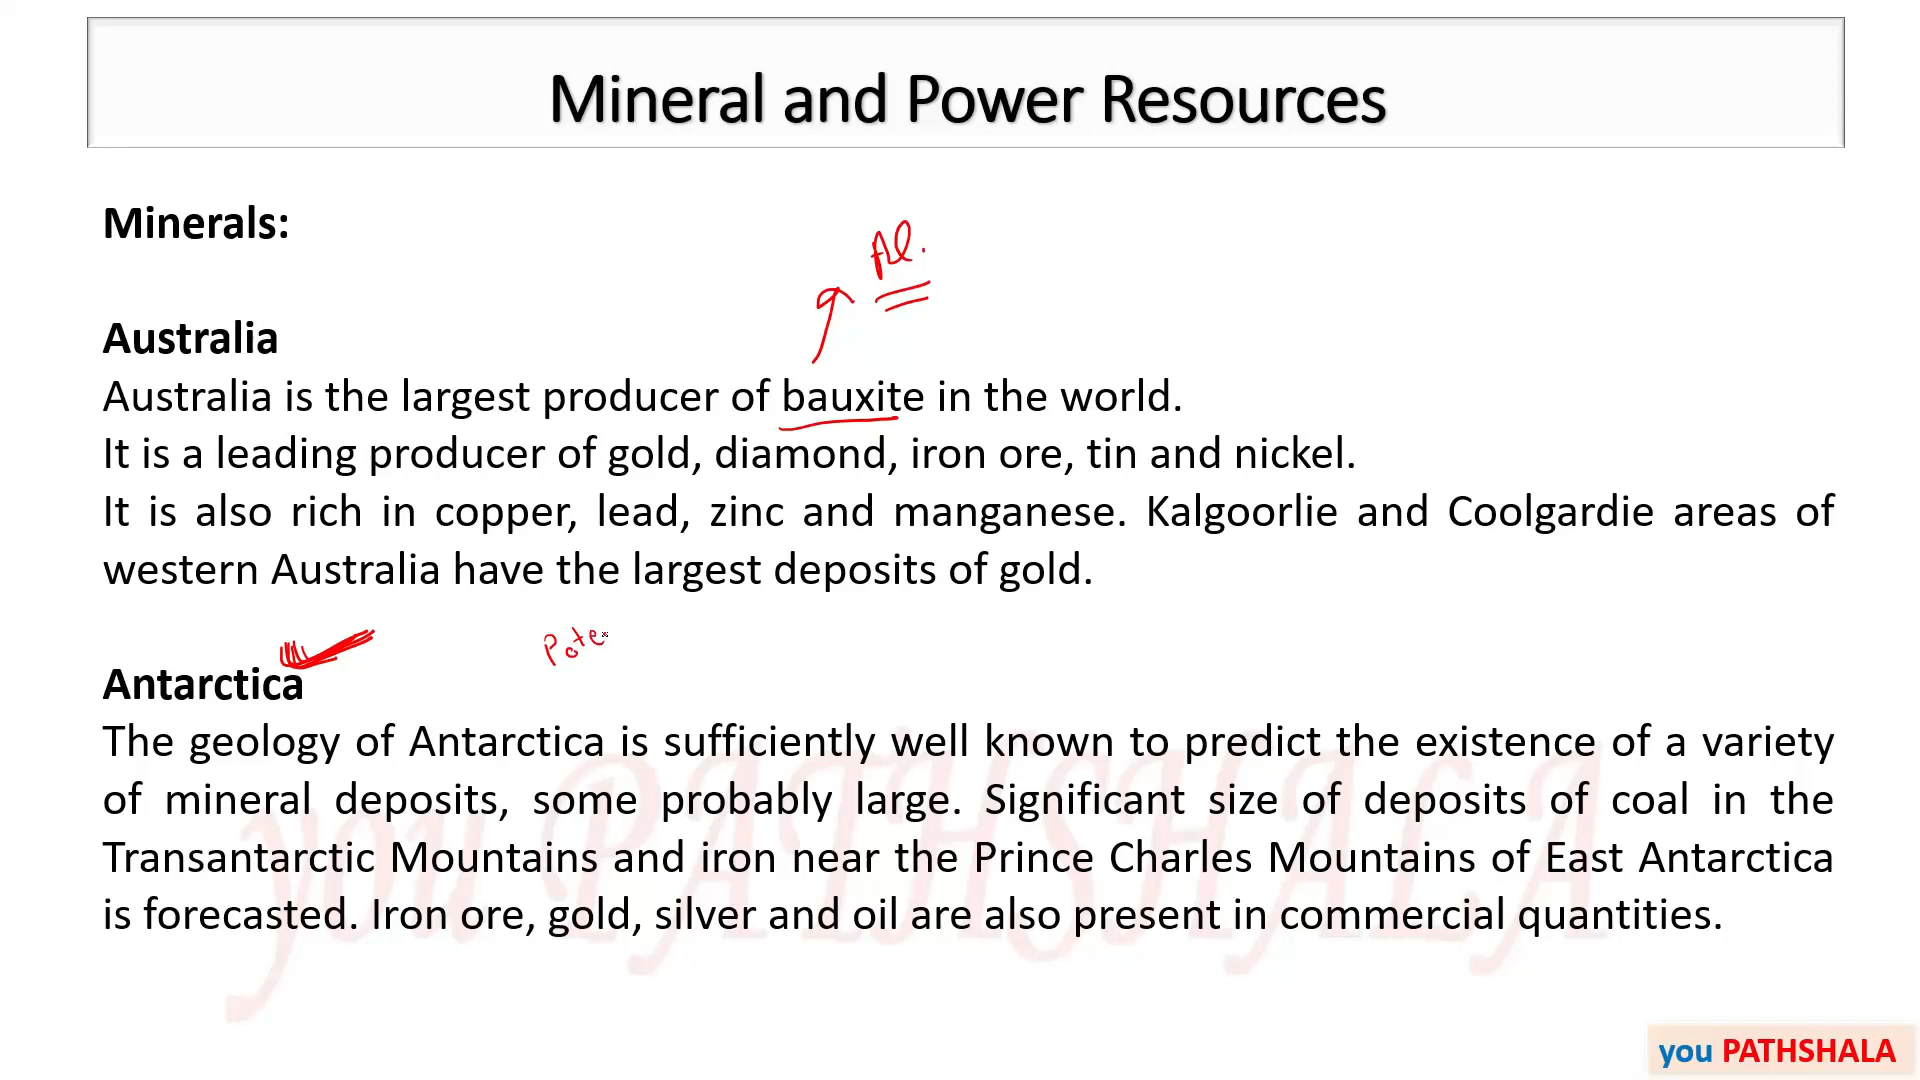 Mineral and Power Resources
Minerals:
Al.
Australia
Australia is the largest producer of bauxite in the world.
It is a leading producer of gold, diamond, iron ore, tin and nickel.
It is also rich in copper, lead, zinc and manganese. Kalgoorlie and Coolgardie areas of
western Australia have the largest deposits of gold.
Pote
Antarctica
The geology of Antarctica is sufficiently well known to predict the existence of a variety
of mineral deposits, some probably large. Significant size of deposits of coal in the
Transantarctic Mountains and iron near the Prince Charles Mountains of East Antarctica
is forecasted. Iron ore, gold, silver and oil are also present in commercial quantities.
you PATHSHALA
you PATHSHALA